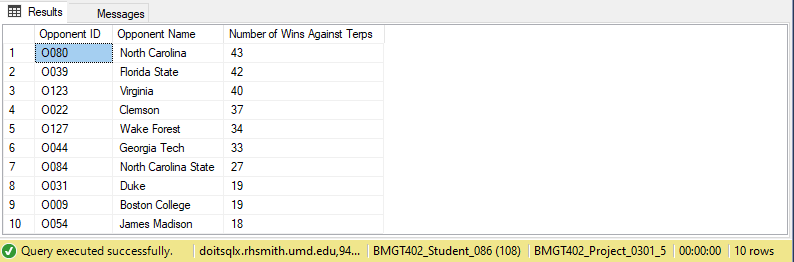 Results Messages
Opponent ID Opponent Name Number of Wins Against Terps
1 O080 North Carolina 43
2 O039 Florida State 42
3 O123 Virginia 40
4 O022 Clemson 37
5 O127 Wake Forest 34
6 O044 Georgia Tech 33
7 O084 North Carolina State 27
8 O031 Duke 19
9 O009 Boston College 19
10 O054 James Madison 18
Query executed successfully. doitsqlx.rhsmith.umd.edu,94... BMGT402_Student_086 (108) BMGT402_Project_0301_5 00:00:00 10 rows